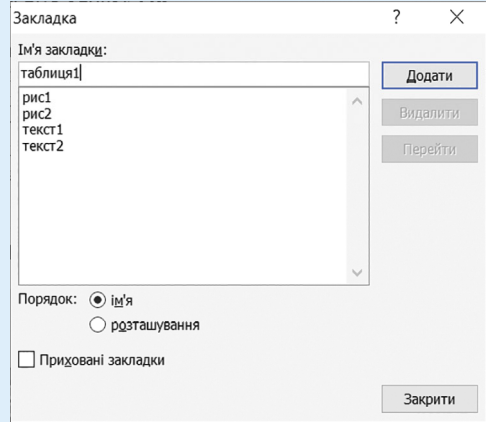 Закладка ? ×
Ім'я закладки:
таблиця1
Додати
рис1
рис2
текст1
текст2
Видалити
Перейти
Порядок: ім'я
розташування
Приховані закладки
Закрити